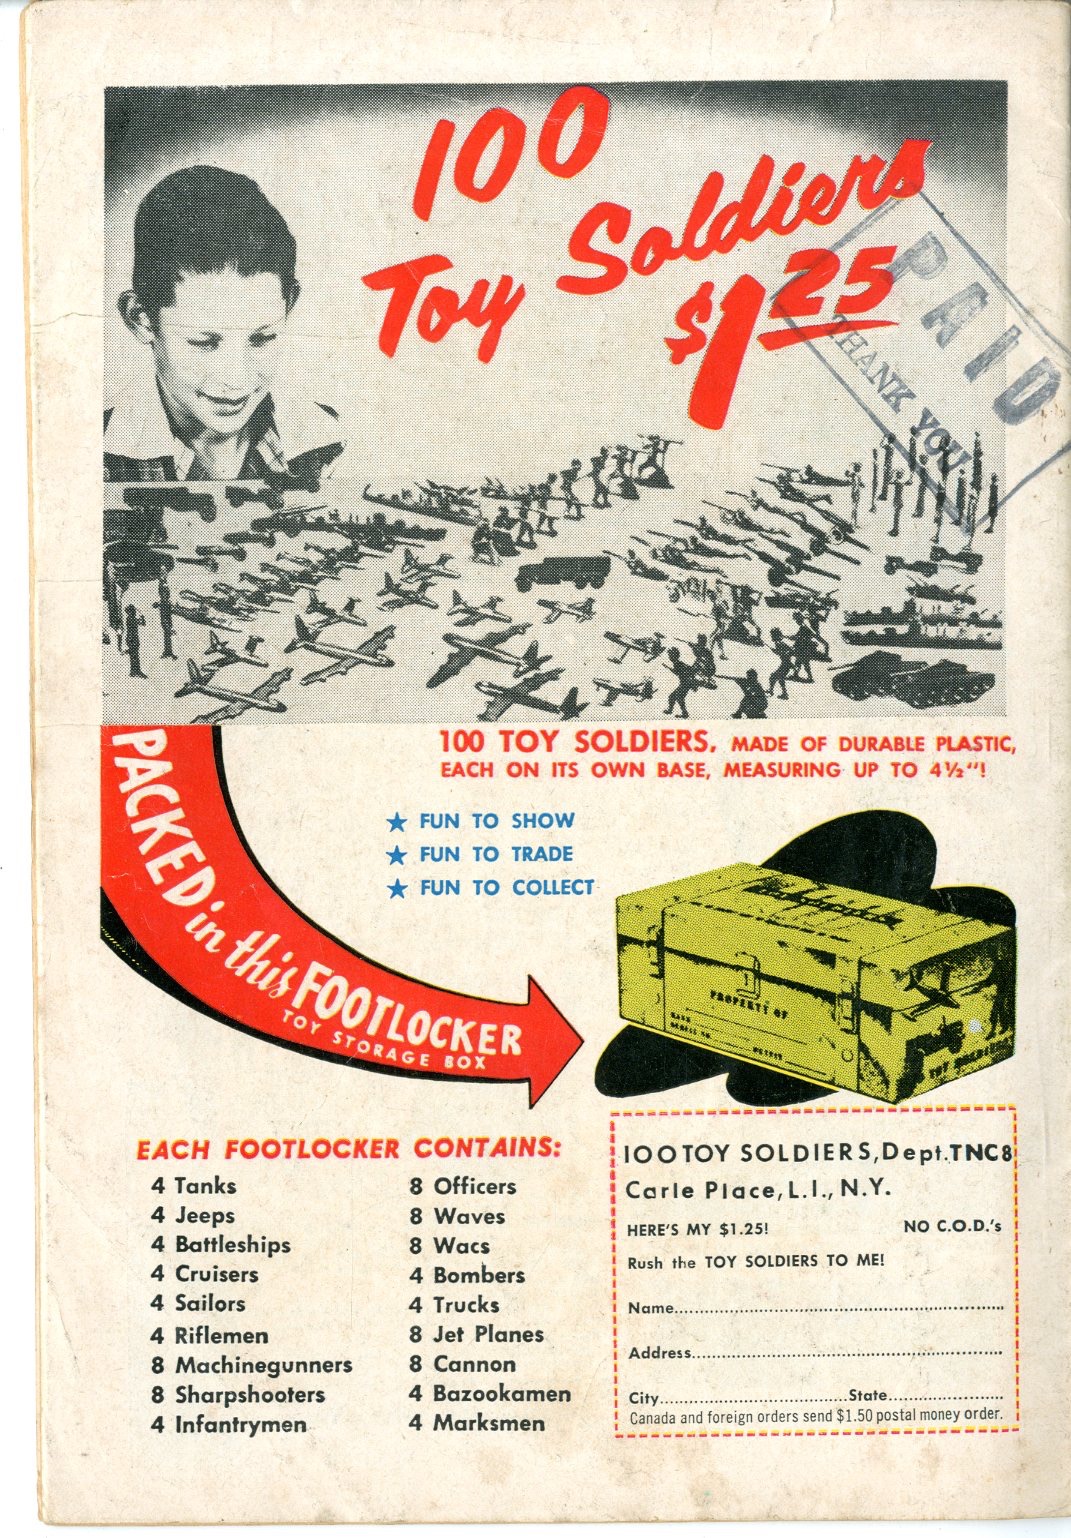 100
Toy Soldiers
$1 25
PAID
THANK YOU
PACKED in this FOOTLOCKER
TOY STORAGE BOX
100 TOY SOLDIERS, MADE OF DURABLE PLASTIC,
EACH ON ITS OWN BASE, MEASURING UP TO 4½"!
★ FUN TO SHOW
★ FUN TO TRADE
★ FUN TO COLLECT
PROPERTY OF
EACH FOOTLOCKER CONTAINS:
4 Tanks
4 Jeeps
4 Battleships
4 Cruisers
4 Sailors
4 Riflemen
8 Machinegunners
8 Sharpshooters
4 Infantrymen
8 Officers
8 Waves
8 Wacs
4 Bombers
4 Trucks
8 Jet Planes
8 Cannon
4 Bazookamen
4 Marksmen
100 TOY SOLDIERS, Dept. TNC8
Carle Place, L.I., N.Y.
HERE'S MY $1.25! NO C.O.D.'s
Rush the TOY SOLDIERS TO ME!
Name
Address
City State
Canada and foreign orders send $1.50 postal money order.